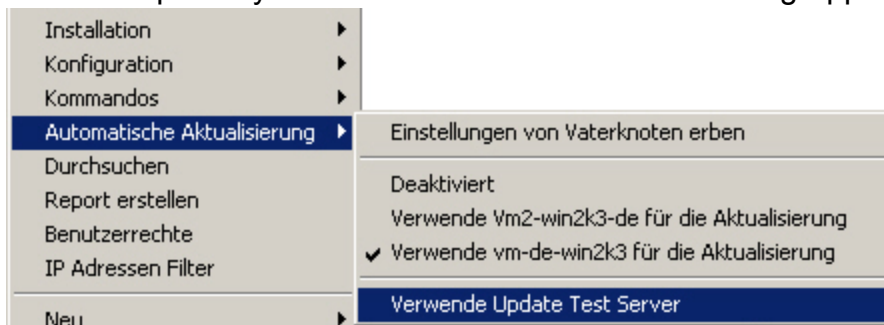 Installation
Konfiguration
Kommandos
Automatische Aktualisierung
Durchsuchen
Report erstellen
Benutzerrechte
IP Adressen Filter
Neu
Einstellungen von Vaterknoten erben
Deaktiviert
Verwende Vm2-win2k3-de für die Aktualisierung
Verwende vm-de-win2k3 für die Aktualisierung
Verwende Update Test Server